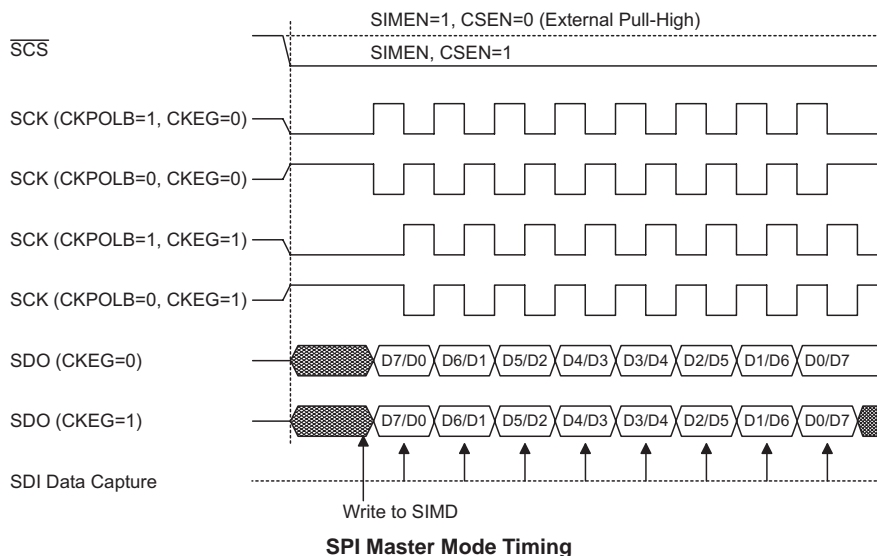 SIMEN=1, CSEN=0 (External Pull-High)
SCS
SIMEN, CSEN=1
SCK (CKPOLB=1, CKEG=0)
SCK (CKPOLB=0, CKEG=0)
SCK (CKPOLB=1, CKEG=1)
SCK (CKPOLB=0, CKEG=1)
SDO (CKEG=0) D7/D0 D6/D1 D5/D2 D4/D3 D3/D4 D2/D5 D1/D6 D0/D7
SDO (CKEG=1) D7/D0 D6/D1 D5/D2 D4/D3 D3/D4 D2/D5 D1/D6 D0/D7
SDI Data Capture
Write to SIMD
SPI Master Mode Timing